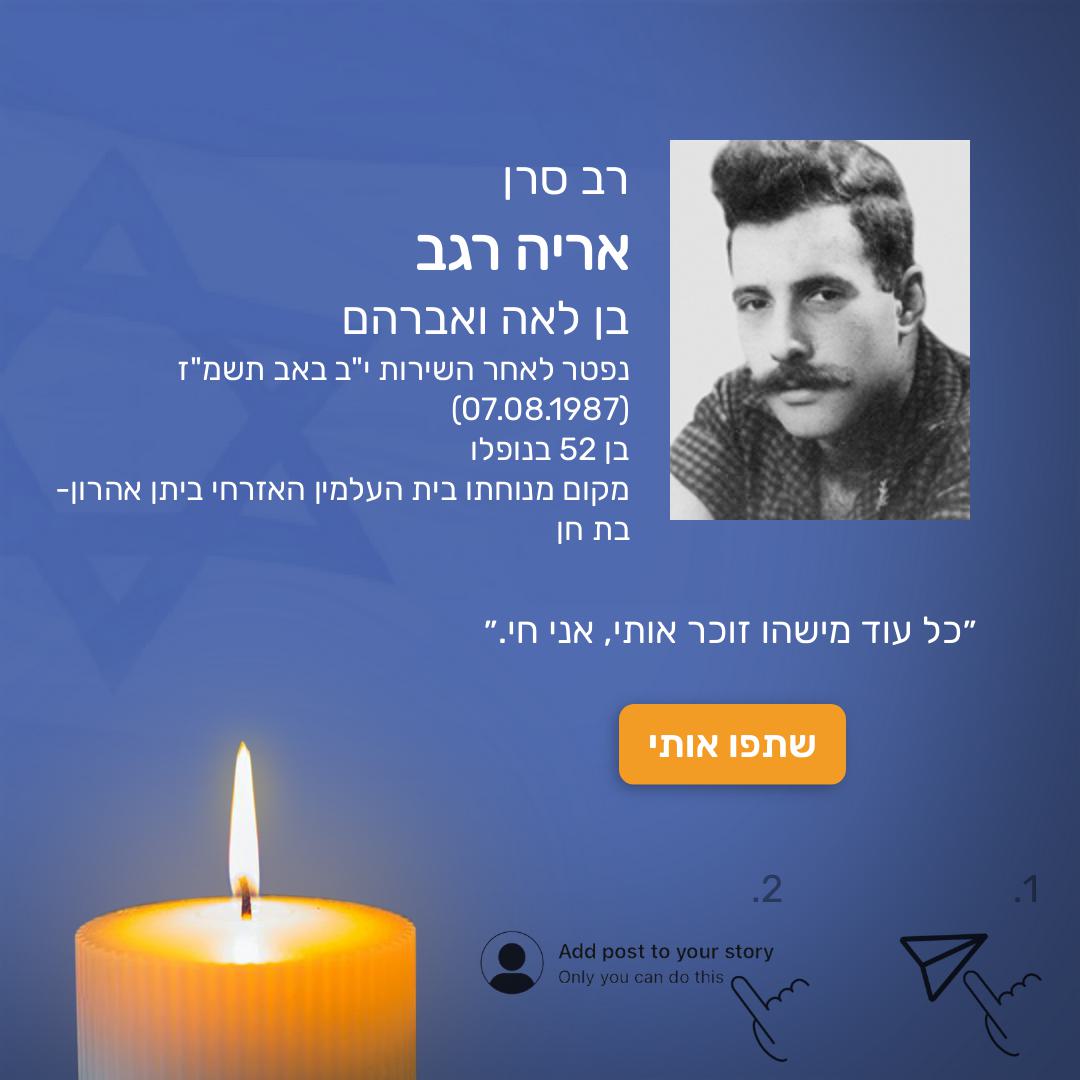 רב סרן
אריה רגב
בן לאה ואברהם
נפטר לאחר השירות י"ב באב תשמ"ז
(07.08.1987)
בן 52 בנופלו
מקום מנוחתו בית העלמין האזרחי ביתן אהרון-
בת חן
״כל עוד מישהו זוכר אותי, אני חי.״
שתפו אותי
1.
2.
Add post to your story
Only you can do this